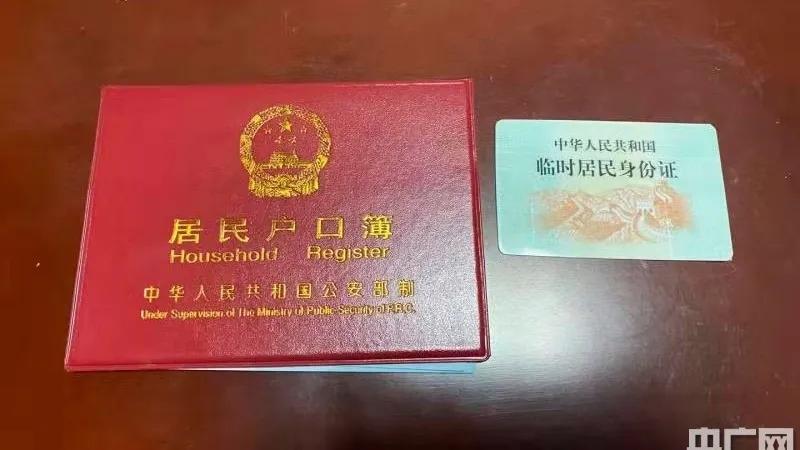 居民户口簿
Household Register
中华人民共和国公安部制
Under Supervision of The Ministry of Public Security of P.R.C.
中华人民共和国
临时居民身份证
央广网